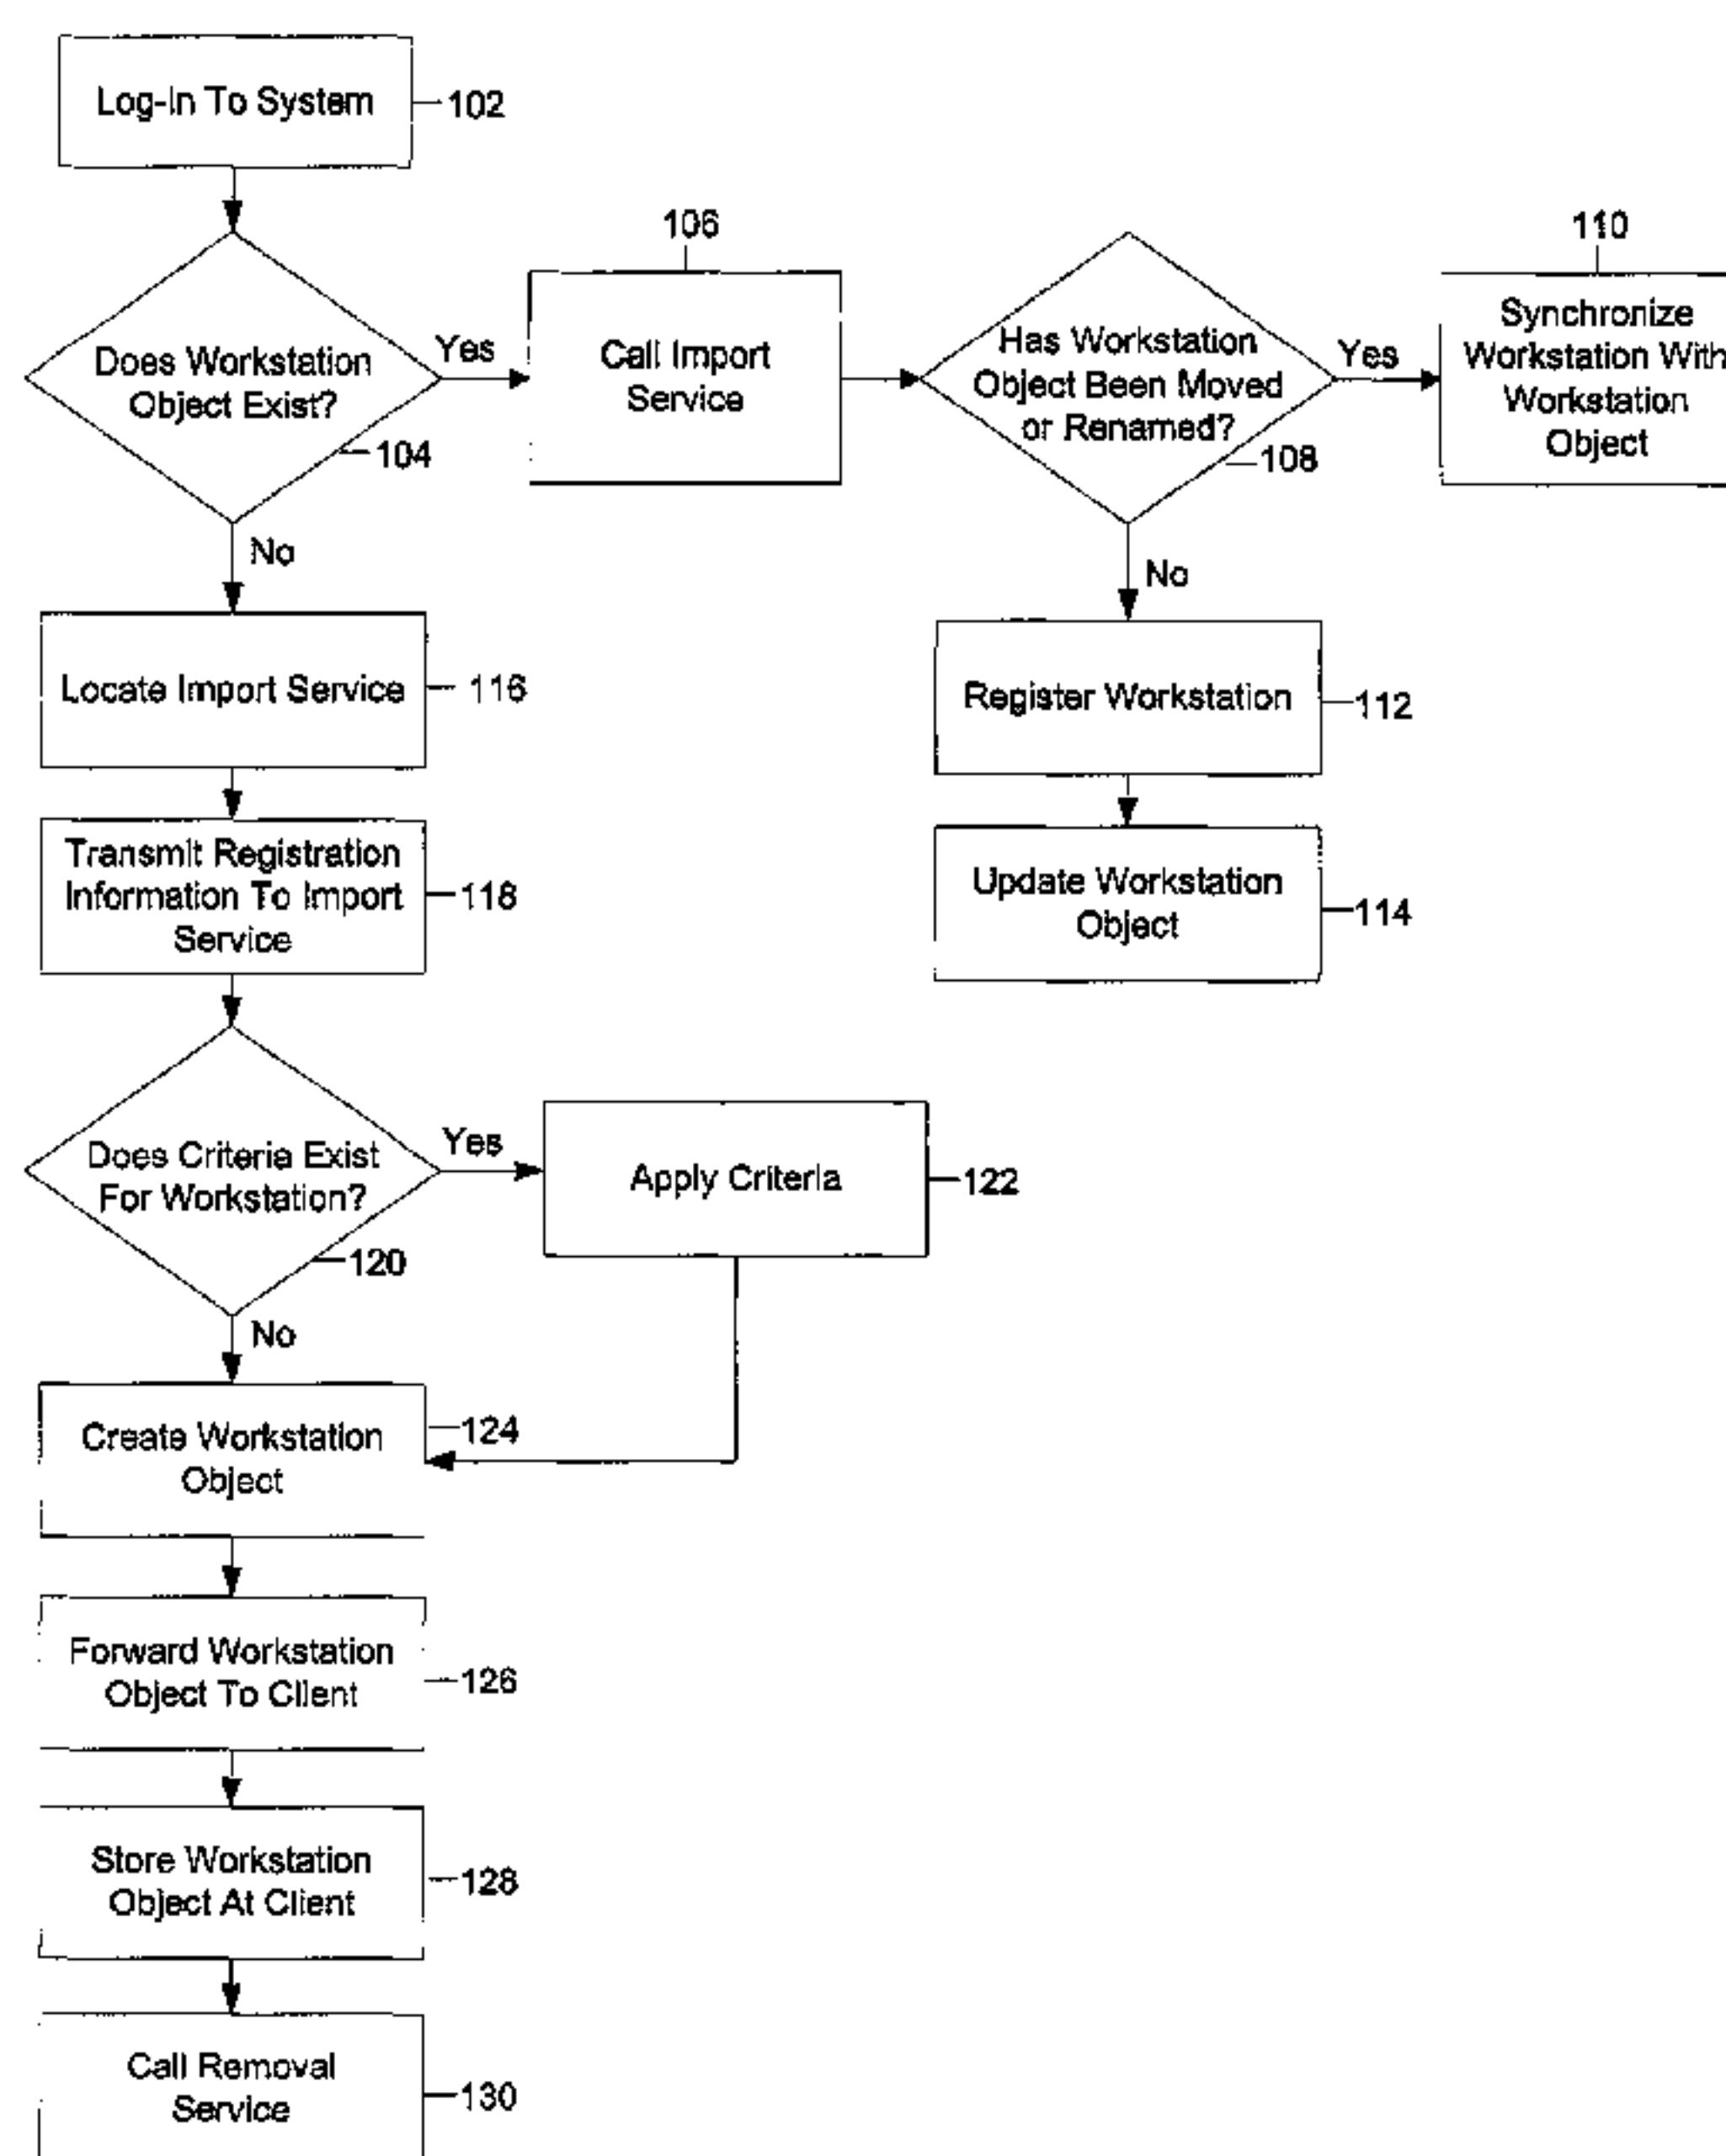 Log-In To System
102
Does Workstation
Object Exist?
104
Yes
No
106
Call Import
Service
Has Workstation
Object Been Moved
or Renamed?
108
Yes
No
110
Synchronize
Workstation With
Workstation
Object
Register Workstation
112
Update Workstation
Object
114
Locate Import Service
116
Transmit Registration
Information To Import
Service
118
Does Criteria Exist
For Workstation?
120
Yes
No
Apply Criteria
122
Create Workstation
Object
124
Forward Workstation
Object To Client
126
Store Workstation
Object At Client
128
Call Removal
Service
130